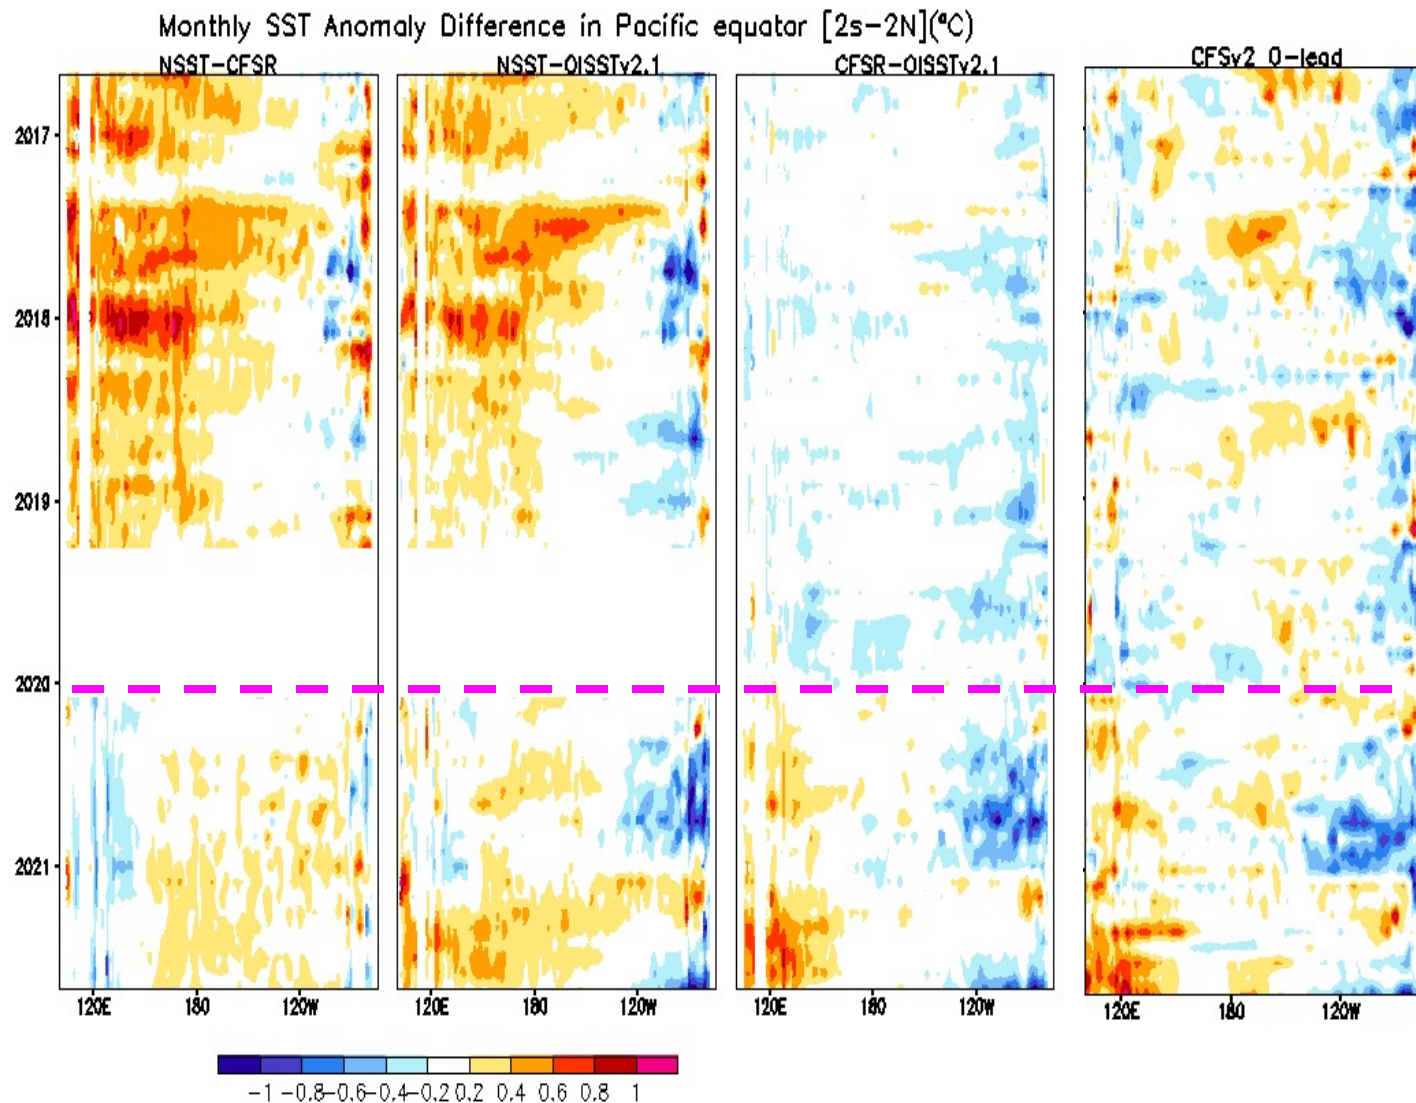 Monthly SST Anomaly Difference in Pacific equator [2s-2N](°C)
NSST-CFSR NSST-OISSTv2.1 CFSR-OISSTv2.1 CFSv2 0-lead
2017
2018
2019
2020
2021
120E 180 120W 120E 180 120W 120E 180 120W 120E 180 120W
-1 -0.8 -0.6 -0.4 -0.2 0.2 0.4 0.6 0.8 1